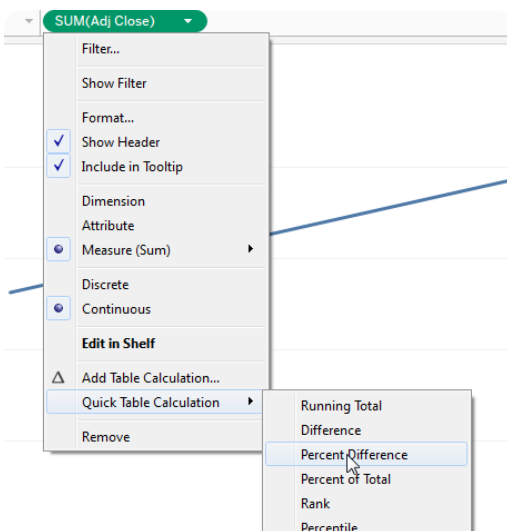 SUM(Adj Close)
Filter...
Show Filter
Format...
Show Header
Include in Tooltip
Dimension
Attribute
Measure (Sum)
Discrete
Continuous
Edit in Shelf
Add Table Calculation...
Quick Table Calculation
Remove
Running Total
Difference
Percent Difference
Percent of Total
Rank
Percentile